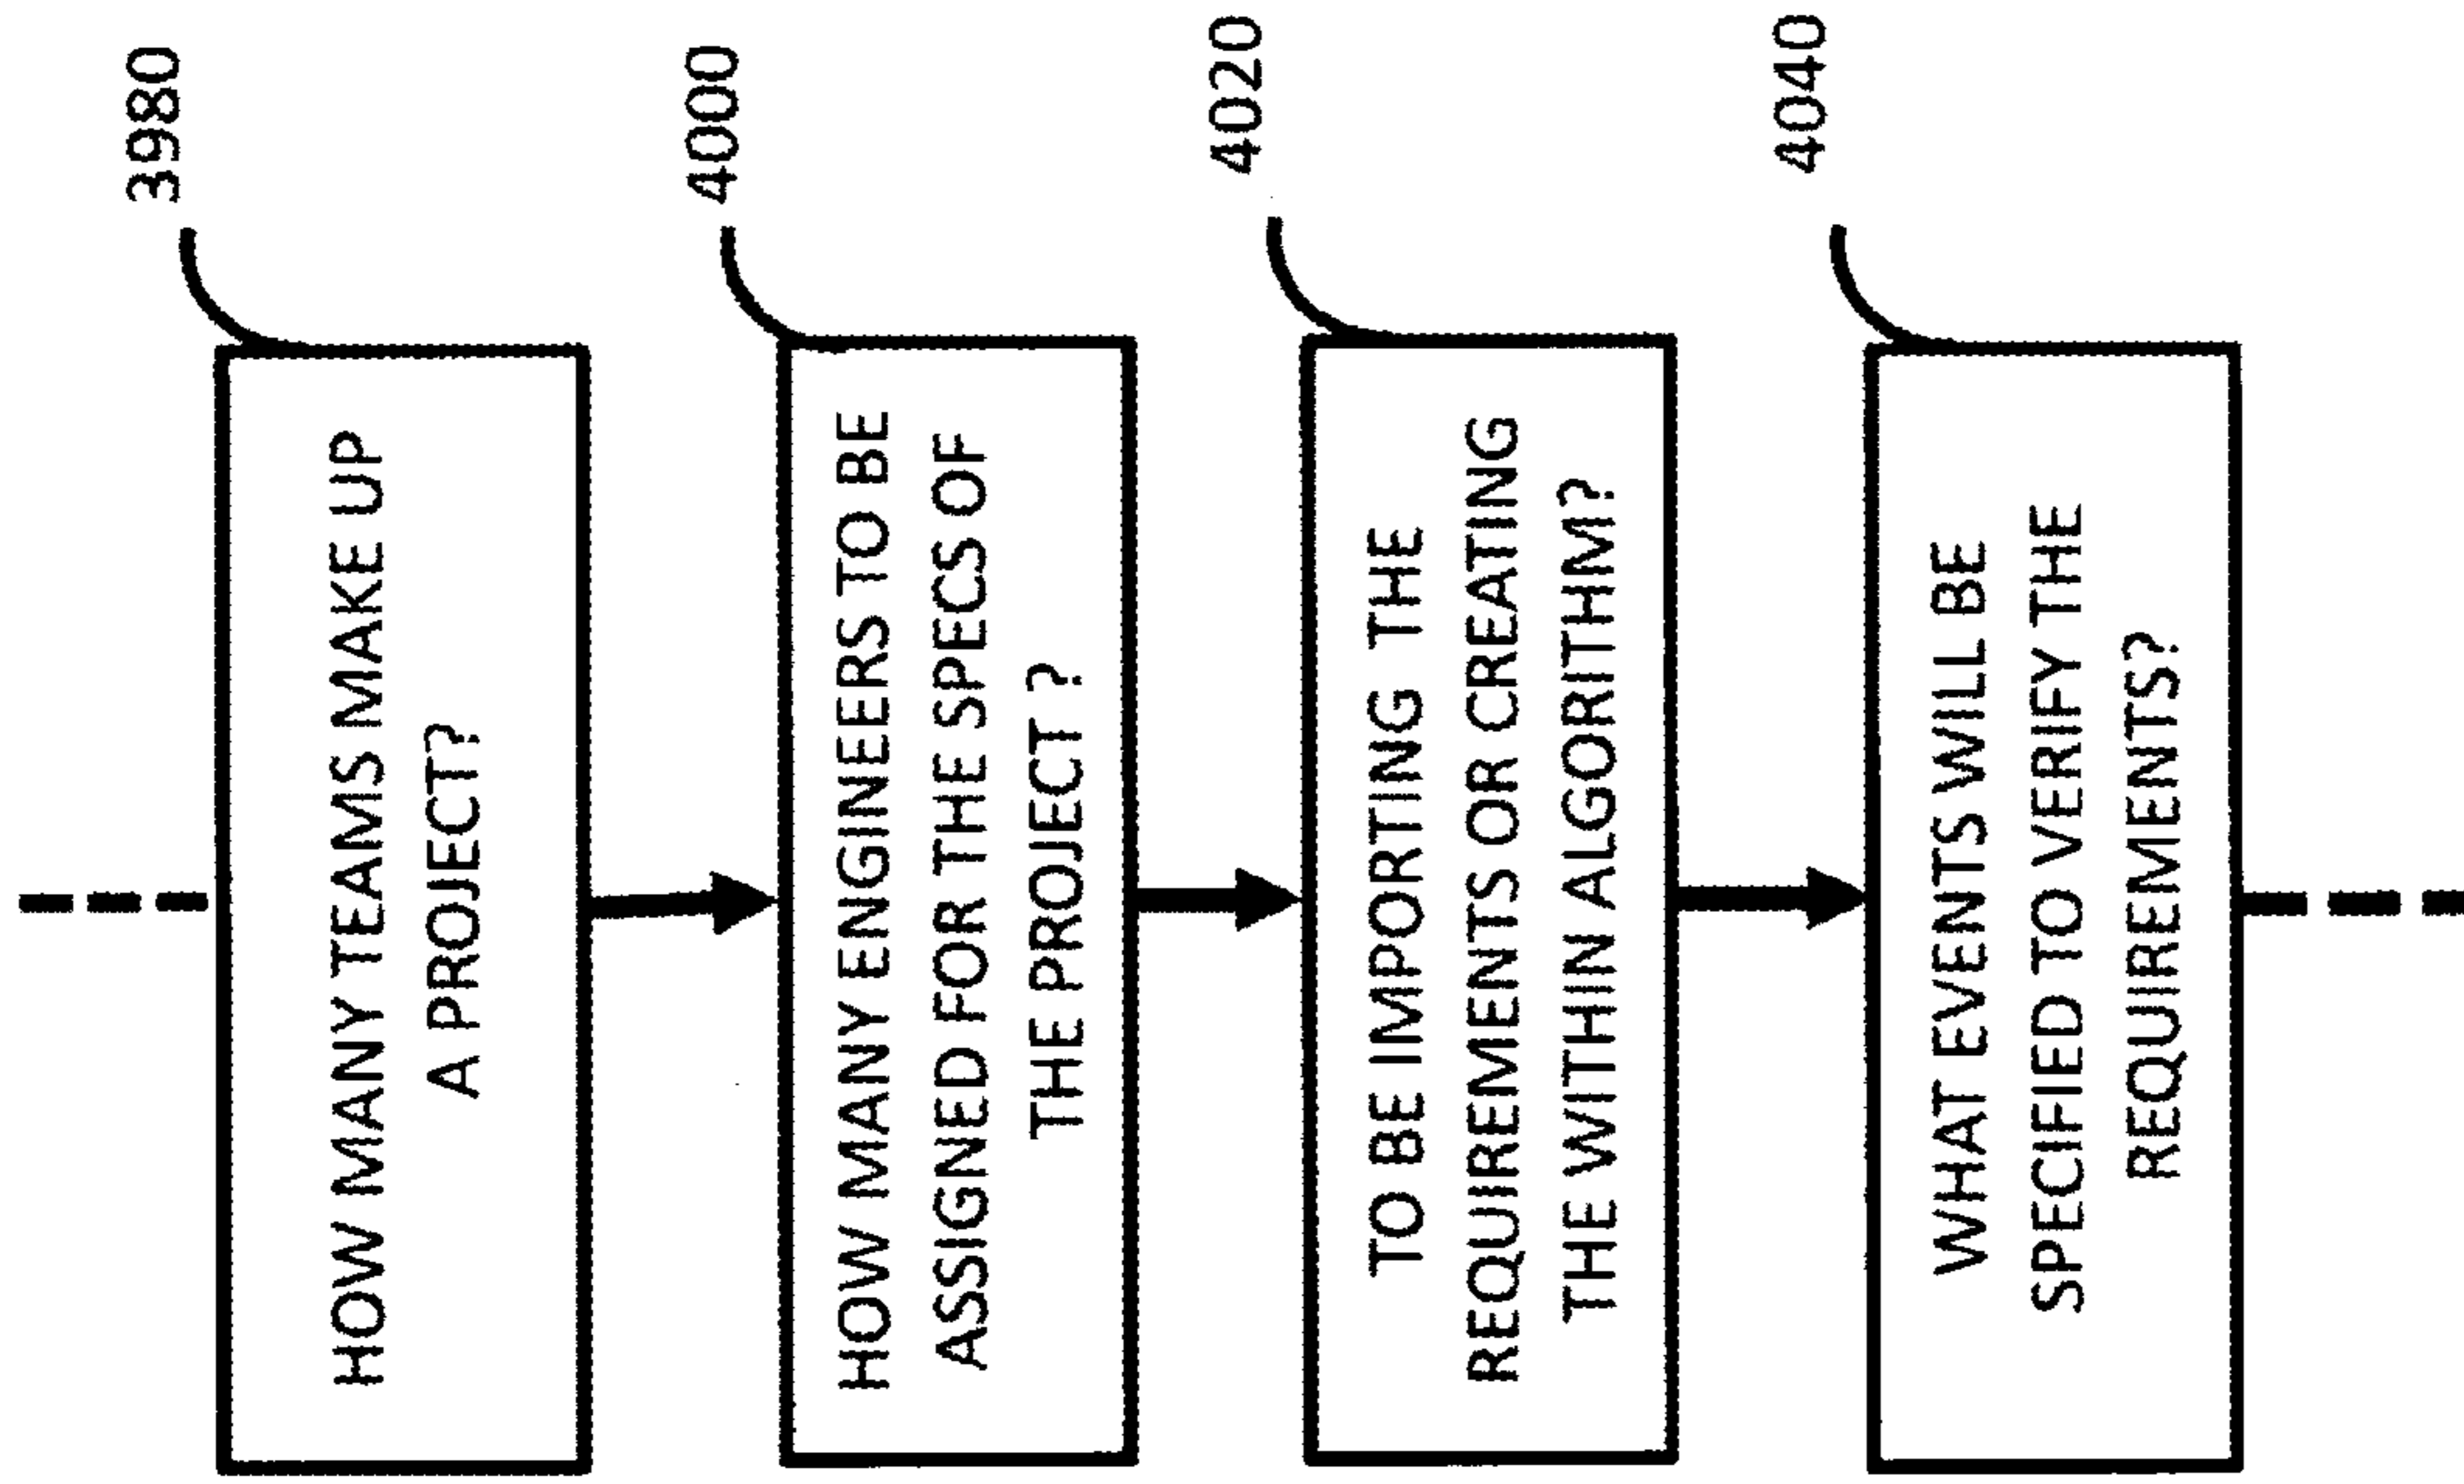 3980
HOW MANY TEAMS MAKE UP
A PROJECT?
4000
HOW MANY ENGINEERS TO BE
ASSIGNED FOR THE SPECS OF
THE PROJECT ?
4020
TO BE IMPORTING THE
REQUIREMENTS OR CREATING
THE WITHIN ALGORITHM?
4040
WHAT EVENTS WILL BE
SPECIFIED TO VERIFY THE
REQUIREMENTS?